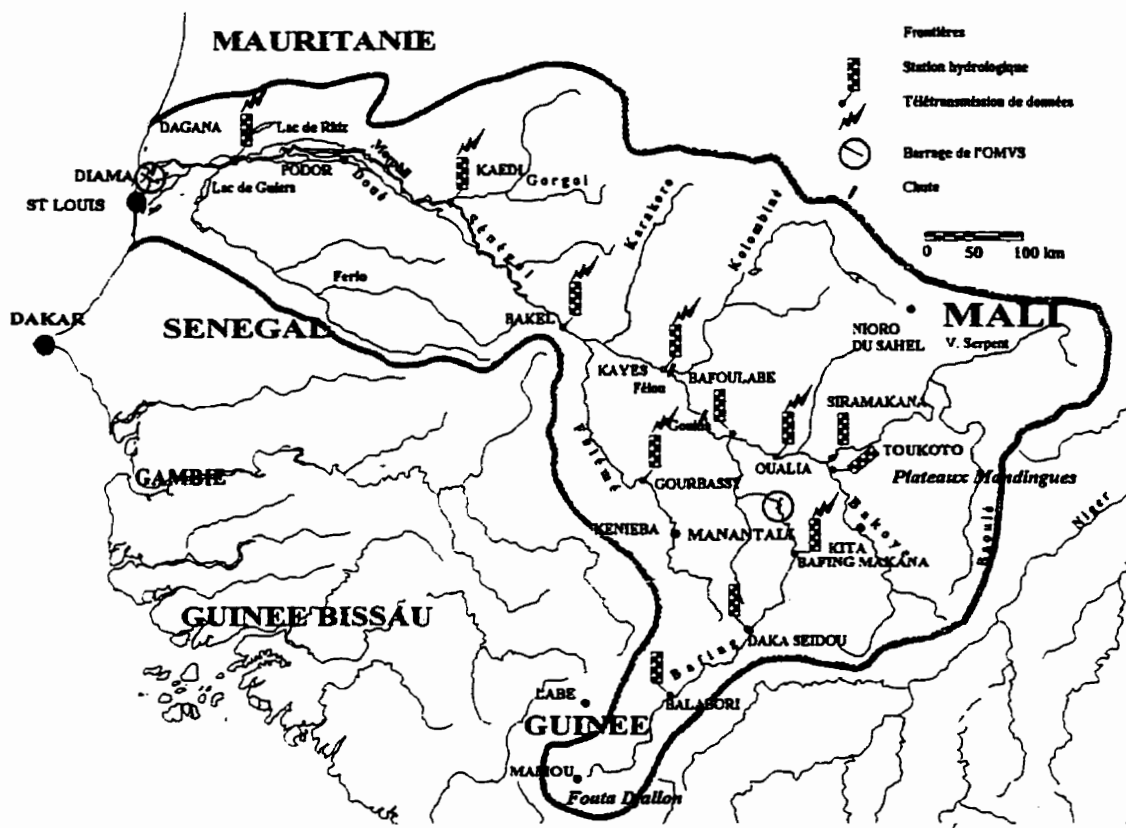 MAURITANIE
Frontières
Station hydrologique
Télétransmission de données
Barrage de l'OMVS
Chute
0 50 100 km
DAGANA
Lac de Rkiz
DIAMA
PODOR
Morphil
Doué
KAEDI
Gorgol
Lac de Guiers
ST LOUIS
Sénégal
Karakoro
Kolombiné
Ferlo
DAKAR
SENEGAL
BAKEL
NIORO
DU SAHEL
MALI
V. Serpent
KAYES
Félou
BAFOULABE
SIRAMAKANA
Gouina
Falémé
TOUKOTO
OUALIA
Plateaux Mandingues
GAMBIE
GOURBASSY
KENIEBA
MANANTALI
Bakoye
KITA
BAFING MAKANA
Baoulé
Niger
GUINEE BISSAU
DAKA SEIDOU
Bafing
LABE
BALABORI
GUINEE
MAMOU
Fouta Djallon